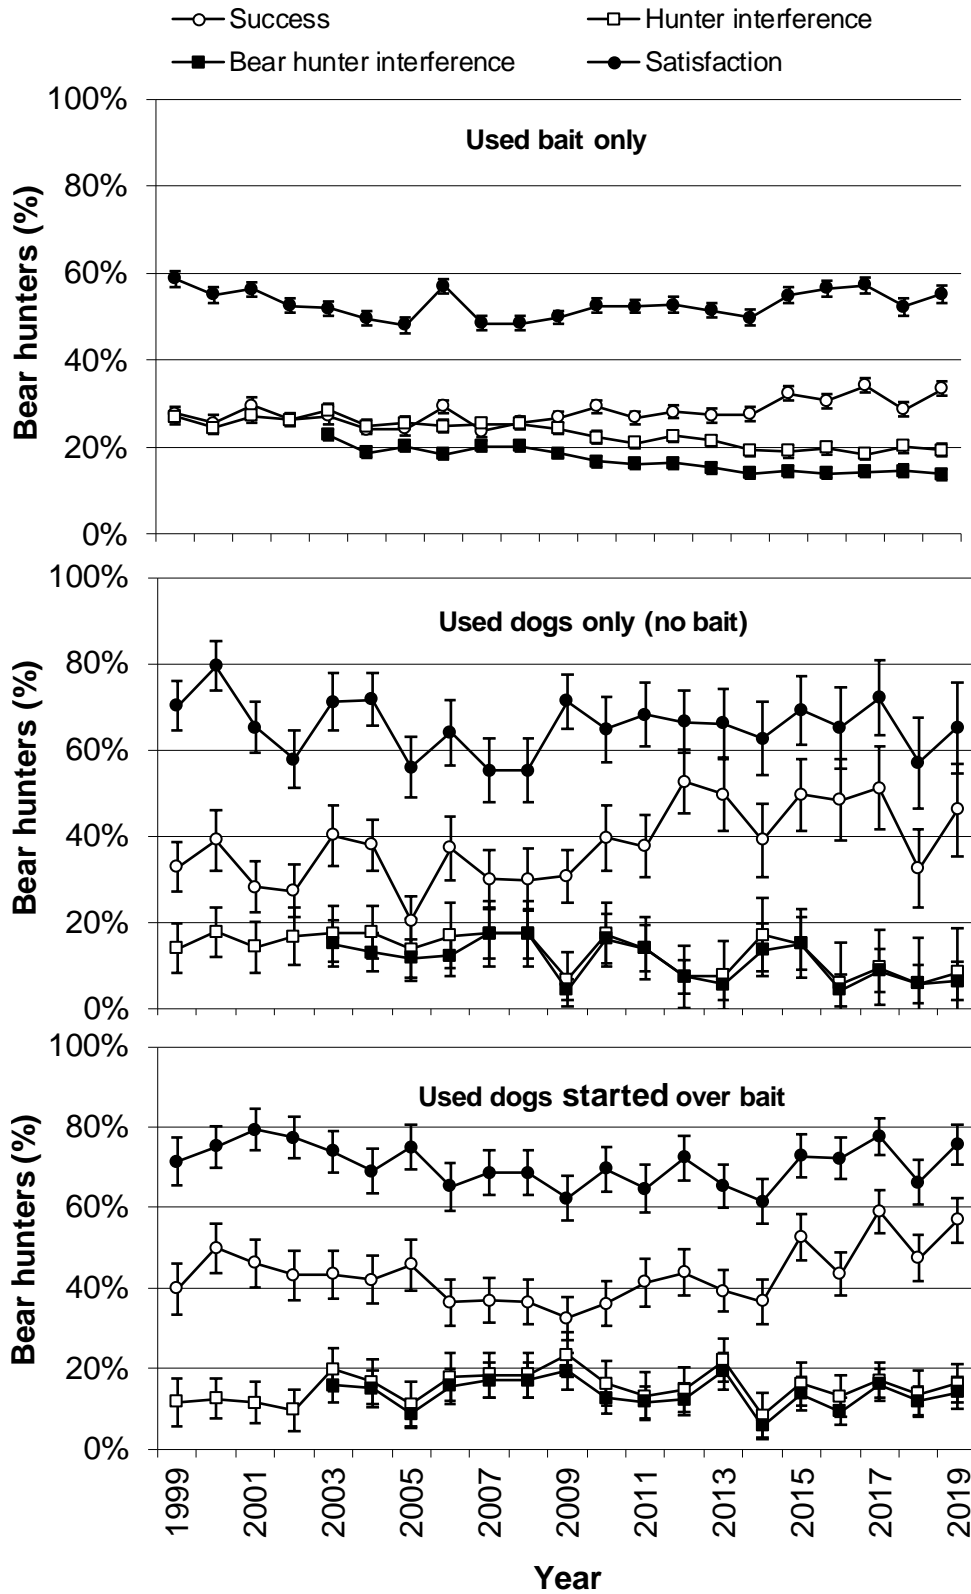 Success
Hunter interference
Bear hunter interference
Satisfaction
Used bait only
Bear hunters (%)
100%
80%
60%
40%
20%
0%
Used dogs only (no bait)
Bear hunters (%)
100%
80%
60%
40%
20%
0%
Used dogs started over bait
Bear hunters (%)
100%
80%
60%
40%
20%
0%
1999
2001
2003
2005
2007
2009
2011
2013
2015
2017
2019
Year